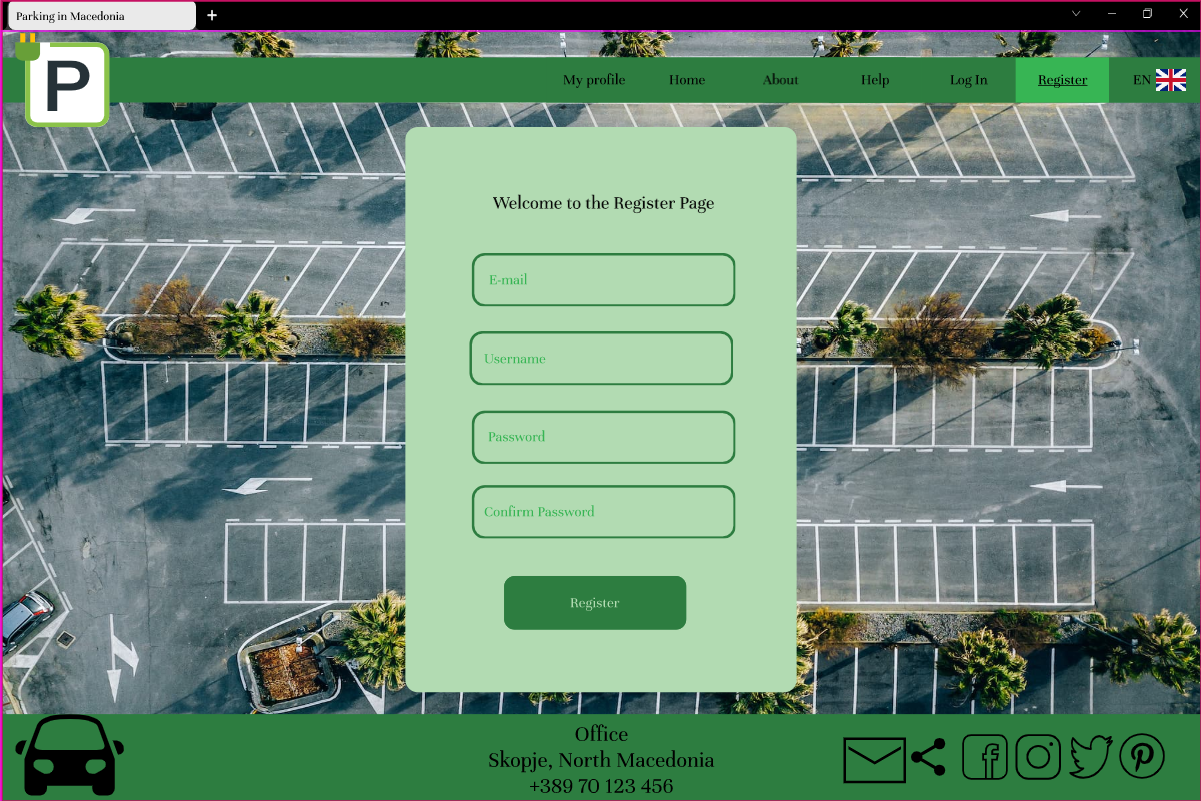 Parking in Macedonia
P
My profile
Home
About
Help
Log In
Register
EN
Welcome to the Register Page
E-mail
Username
Password
Confirm Password
Register
Office
Skopje, North Macedonia
+389 70 123 456